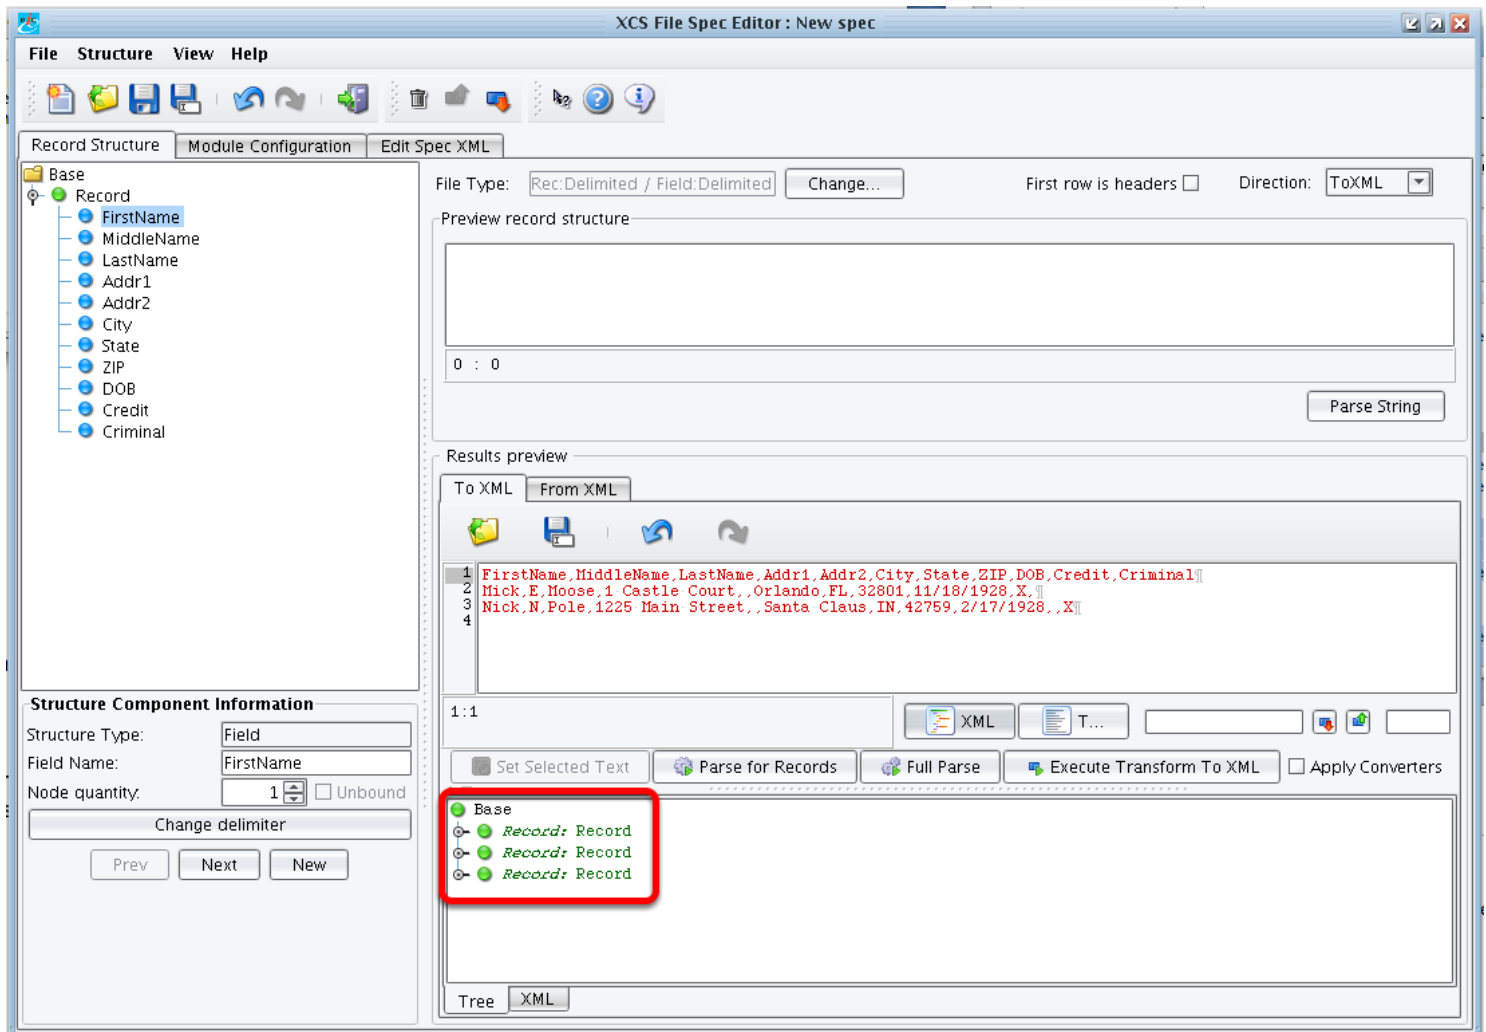 XCS File Spec Editor : New spec
File Structure View Help
Record Structure Module Configuration Edit Spec XML
Base
Record
FirstName
MiddleName
LastName
Addr1
Addr2
City
State
ZIP
DOB
Credit
Criminal
File Type: Rec:Delimited / Field:Delimited Change... First row is headers Direction: ToXML
Preview record structure
0 : 0
Parse String
Results preview
To XML From XML
1 FirstName,MiddleName,LastName,Addr1,Addr2,City,State,ZIP,DOB,Credit,Criminal¶
2 Mick,E,Moose,1 Castle Court,,Orlando,FL,32801,11/18/1928,X,¶
3 Nick,N,Pole,1225 Main Street,,Santa Claus,IN,42759,2/17/1928,,X¶
4
1:1 XML T...
Set Selected Text Parse for Records Full Parse Execute Transform To XML Apply Converters
Base
Record: Record
Record: Record
Record: Record
Tree XML
Structure Component Information
Structure Type: Field
Field Name: FirstName
Node quantity: 1 Unbound
Change delimiter
Prev Next New